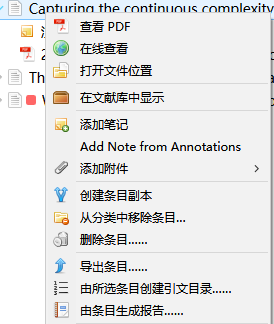 Capturing the continuous complexity
查看 PDF
在线查看
打开文件位置
在文献库中显示
添加笔记
Add Note from Annotations
添加附件
创建条目副本
从分类中移除条目...
删除条目......
导出条目......
由所选条目创建引文目录......
由条目生成报告......